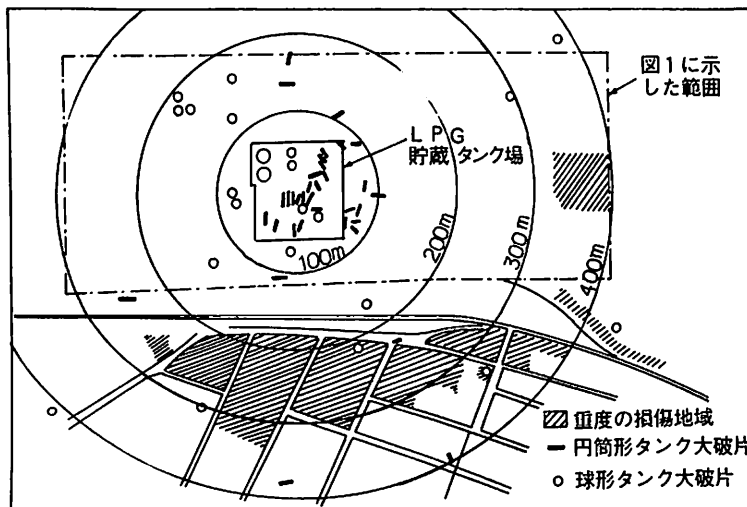 図1に示
した範囲
LPG
貯蔵タンク場
100m
200m
300m
400m
重度の損傷地域
円筒形タンク大破片
球形タンク大破片